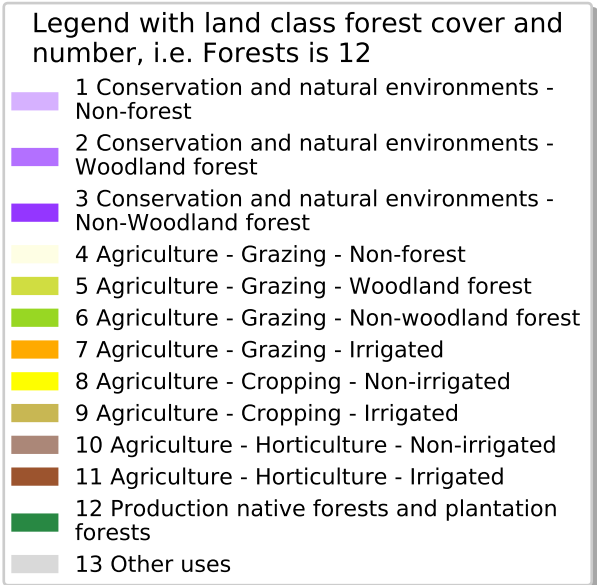 Legend with land class forest cover and
number, i.e. Forests is 12
1 Conservation and natural environments -
Non-forest
2 Conservation and natural environments -
Woodland forest
3 Conservation and natural environments -
Non-Woodland forest
4 Agriculture - Grazing - Non-forest
5 Agriculture - Grazing - Woodland forest
6 Agriculture - Grazing - Non-woodland forest
7 Agriculture - Grazing - Irrigated
8 Agriculture - Cropping - Non-irrigated
9 Agriculture - Cropping - Irrigated
10 Agriculture - Horticulture - Non-irrigated
11 Agriculture - Horticulture - Irrigated
12 Production native forests and plantation
forests
13 Other uses